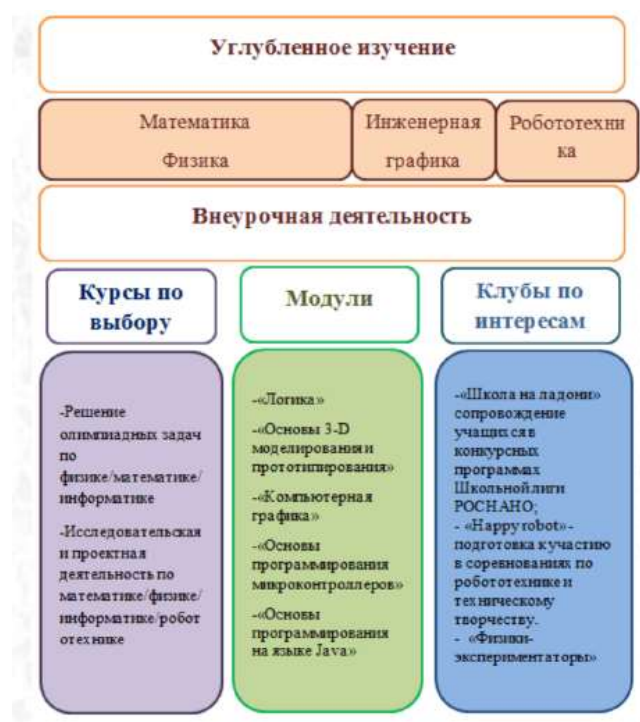 Углубленное изучение
Математика
Физика
Инженерная
графика
Робототехни
ка
Внеурочная деятельность
Курсы по
выбору
Модули
Клубы по
интересам
-Решение
олимпиадных задач
по
физике/математике/
информатике
-Исследовательская
и проектная
деятельность по
математике/физике/
информатике/робот
отехнике
-«Логика»
-«Основы 3-D
моделирования и
прототипирования»
-«Компьютерная
графика»
-«Основы
программирования
микроконтроллеров»
-«Основы
программирования
на языке Java»
-«Школа на ладони»
сопровождение
учащихся в
конкурсных
программах
Школьной лиги
РОСНАНО;
- «Happy robot» -
подготовка к участию
в соревнованиях по
робототехнике и
техническому
творчеству.
- «Физики-
экспериментаторы»